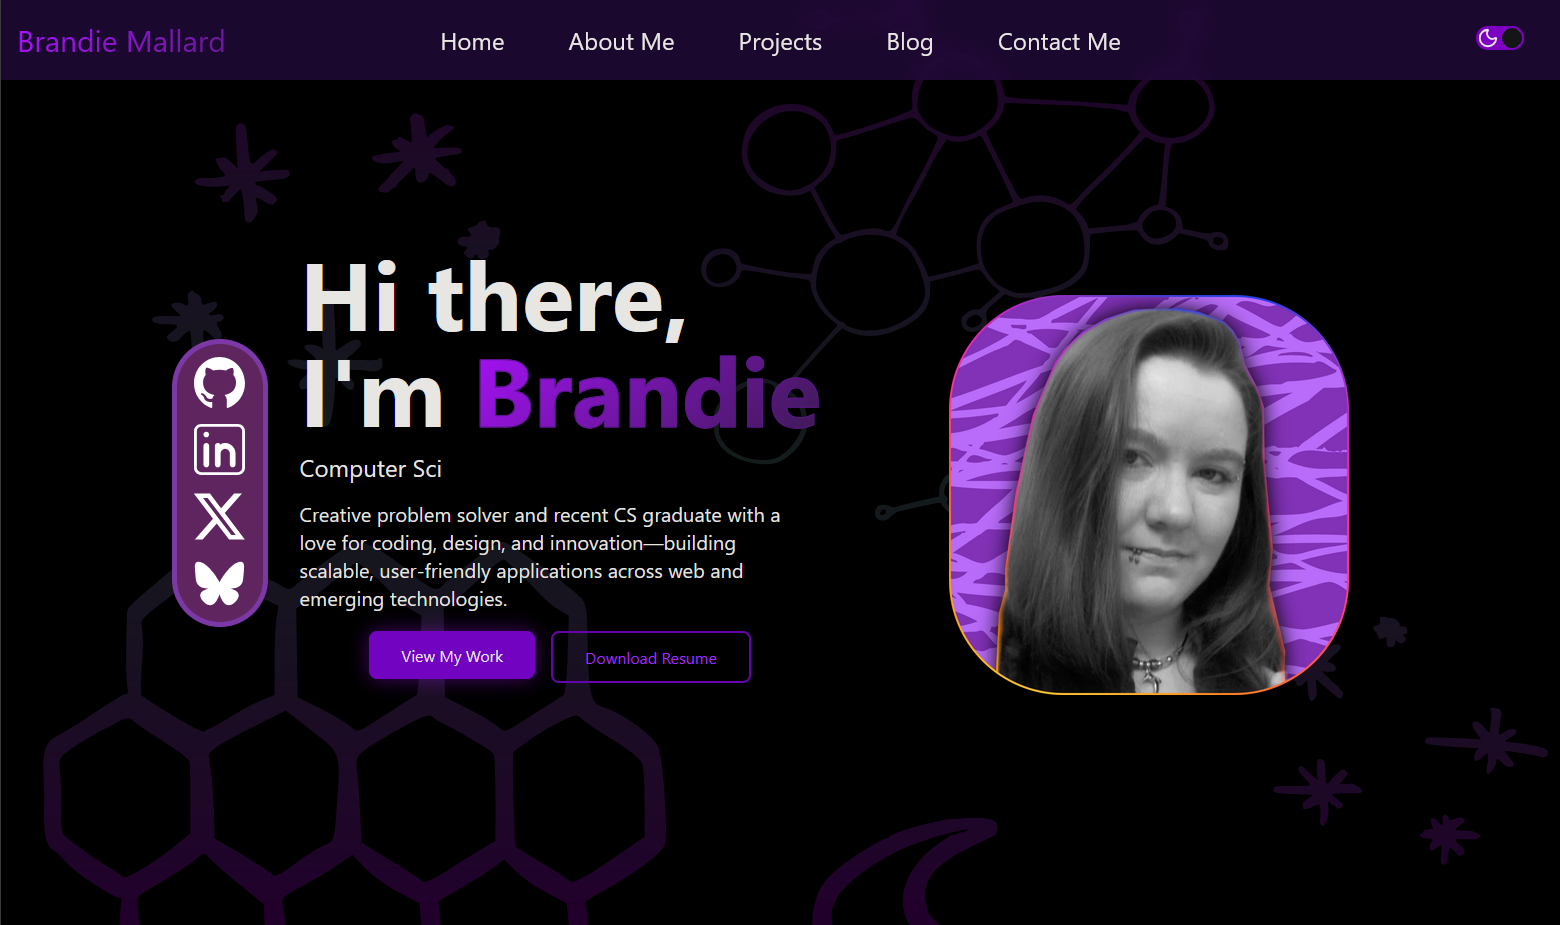 Brandie Mallard
Home
About Me
Projects
Blog
Contact Me
Hi there,
I'm Brandie
Computer Sci
Creative problem solver and recent CS graduate with a
love for coding, design, and innovation—building
scalable, user-friendly applications across web and
emerging technologies.
View My Work
Download Resume